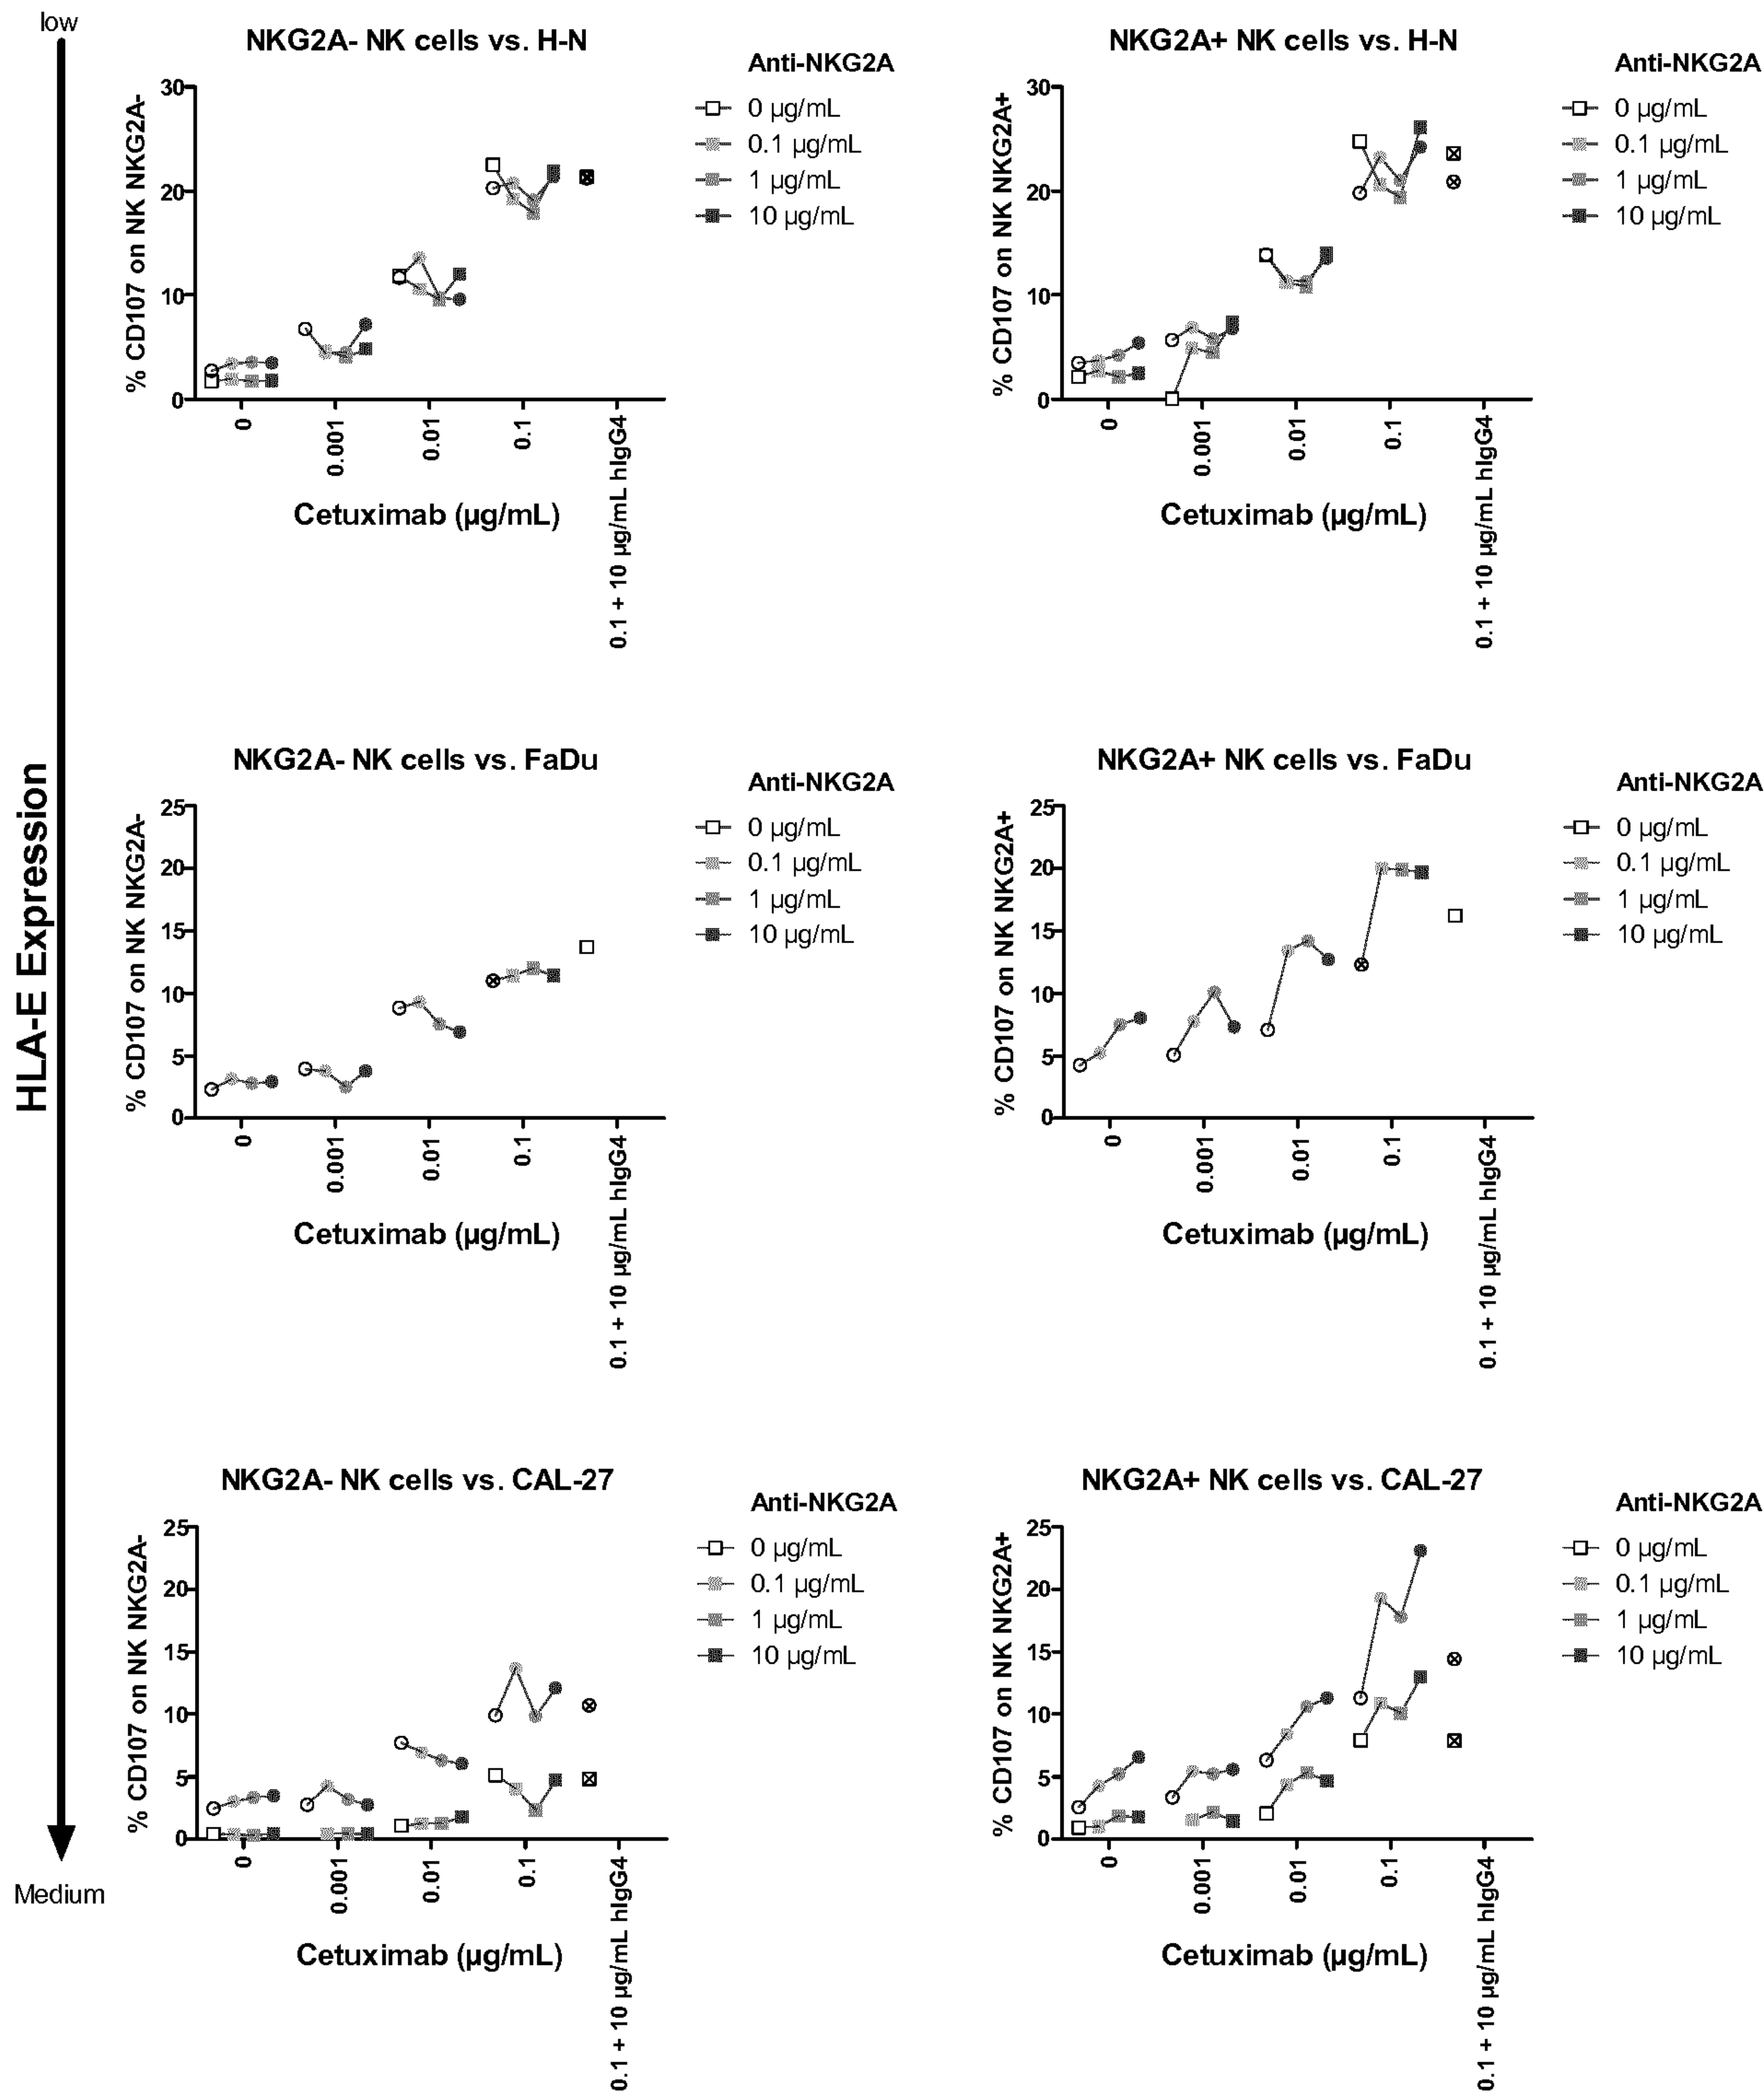 low
HLA-E Expression
Medium
NKG2A- NK cells vs. H-N
% CD107 on NK NKG2A-
30
20
10
0
0
0.001
0.01
0.1
0.1 + 10 µg/mL hIgG4
Cetuximab (µg/mL)
Anti-NKG2A
0 µg/mL
0.1 µg/mL
1 µg/mL
10 µg/mL
NKG2A+ NK cells vs. H-N
% CD107 on NK NKG2A+
30
20
10
0
0
0.001
0.01
0.1
0.1 + 10 µg/mL hIgG4
Cetuximab (µg/mL)
Anti-NKG2A
0 µg/mL
0.1 µg/mL
1 µg/mL
10 µg/mL
NKG2A- NK cells vs. FaDu
% CD107 on NK NKG2A-
25
20
15
10
5
0
0
0.001
0.01
0.1
0.1 + 10 µg/mL hIgG4
Cetuximab (µg/mL)
Anti-NKG2A
0 µg/mL
0.1 µg/mL
1 µg/mL
10 µg/mL
NKG2A+ NK cells vs. FaDu
% CD107 on NK NKG2A+
25
20
15
10
5
0
0
0.001
0.01
0.1
0.1 + 10 µg/mL hIgG4
Cetuximab (µg/mL)
Anti-NKG2A
0 µg/mL
0.1 µg/mL
1 µg/mL
10 µg/mL
NKG2A- NK cells vs. CAL-27
% CD107 on NK NKG2A-
25
20
15
10
5
0
0
0.001
0.01
0.1
0.1 + 10 µg/mL hIgG4
Cetuximab (µg/mL)
Anti-NKG2A
0 µg/mL
0.1 µg/mL
1 µg/mL
10 µg/mL
NKG2A+ NK cells vs. CAL-27
% CD107 on NK NKG2A+
25
20
15
10
5
0
0
0.001
0.01
0.1
0.1 + 10 µg/mL hIgG4
Cetuximab (µg/mL)
Anti-NKG2A
0 µg/mL
0.1 µg/mL
1 µg/mL
10 µg/mL